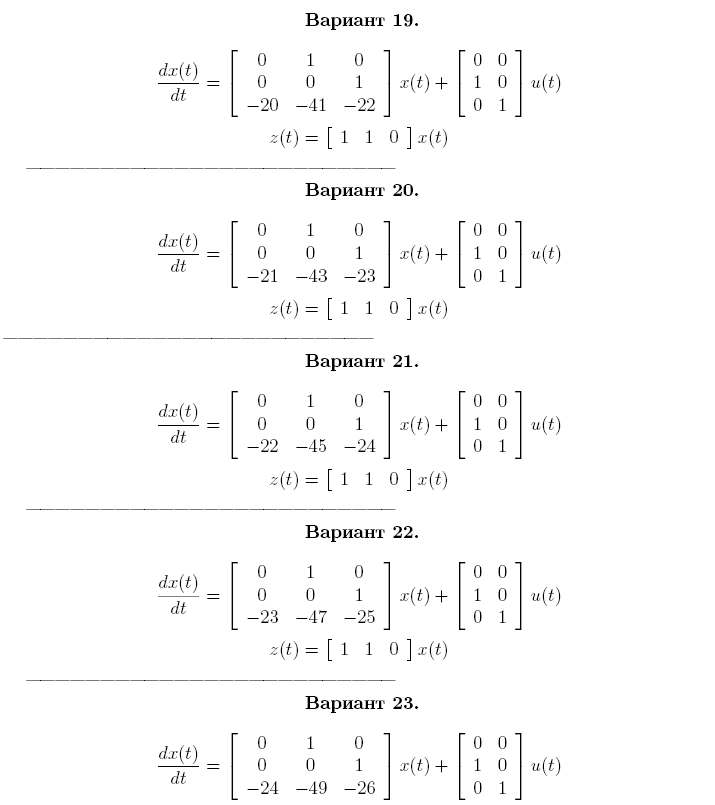 Вариант 19.
dx(t)/dt = [ 0 1 0 ; 0 0 1 ; −20 −41 −22 ] x(t) + [ 0 0 ; 1 0 ; 0 1 ] u(t)
z(t) = [ 1 1 0 ] x(t)
Вариант 20.
dx(t)/dt = [ 0 1 0 ; 0 0 1 ; −21 −43 −23 ] x(t) + [ 0 0 ; 1 0 ; 0 1 ] u(t)
z(t) = [ 1 1 0 ] x(t)
Вариант 21.
dx(t)/dt = [ 0 1 0 ; 0 0 1 ; −22 −45 −24 ] x(t) + [ 0 0 ; 1 0 ; 0 1 ] u(t)
z(t) = [ 1 1 0 ] x(t)
Вариант 22.
dx(t)/dt = [ 0 1 0 ; 0 0 1 ; −23 −47 −25 ] x(t) + [ 0 0 ; 1 0 ; 0 1 ] u(t)
z(t) = [ 1 1 0 ] x(t)
Вариант 23.
dx(t)/dt = [ 0 1 0 ; 0 0 1 ; −24 −49 −26 ] x(t) + [ 0 0 ; 1 0 ; 0 1 ] u(t)